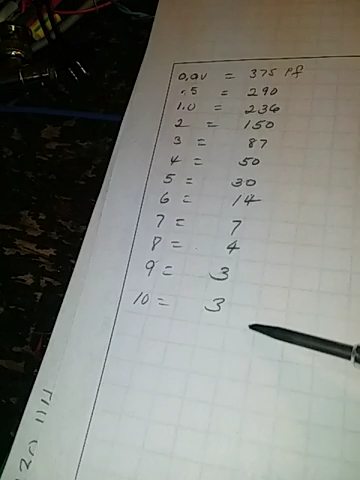 0.0V = 375 Pf
.5 = 290
1.0 = 236
2 = 150
3 = 87
4 = 50
5 = 30
6 = 14
7 = 7
8 = 4
9 = 3
10 = 3